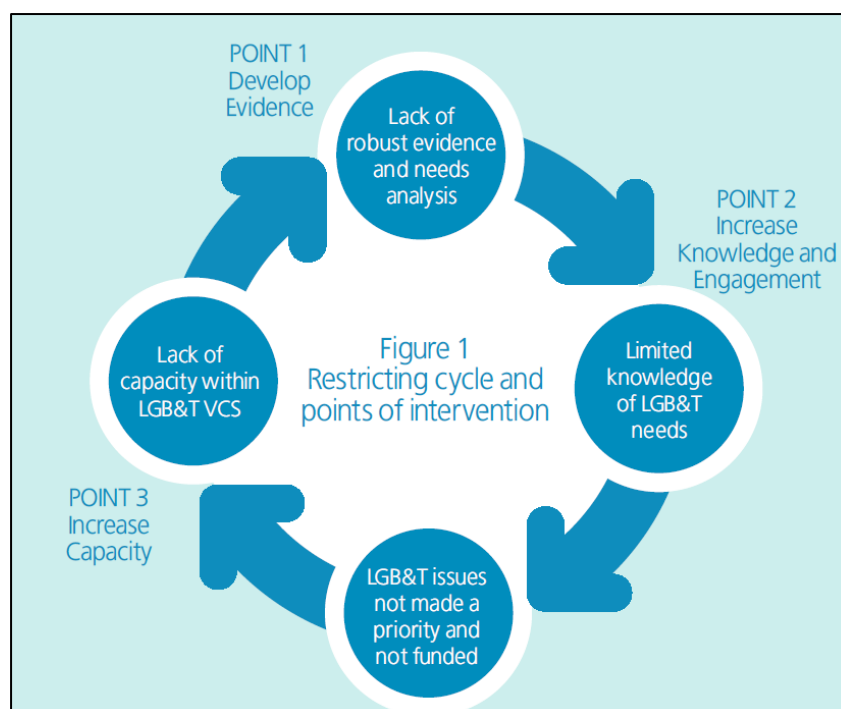 POINT 1
Develop
Evidence
Lack of
robust evidence
and needs
analysis
POINT 2
Increase
Knowledge and
Engagement
Limited
knowledge
of LGB&T
needs
Figure 1
Restricting cycle and
points of intervention
Lack of
capacity within
LGB&T VCS
POINT 3
Increase
Capacity
LGB&T issues
not made a
priority and
not funded